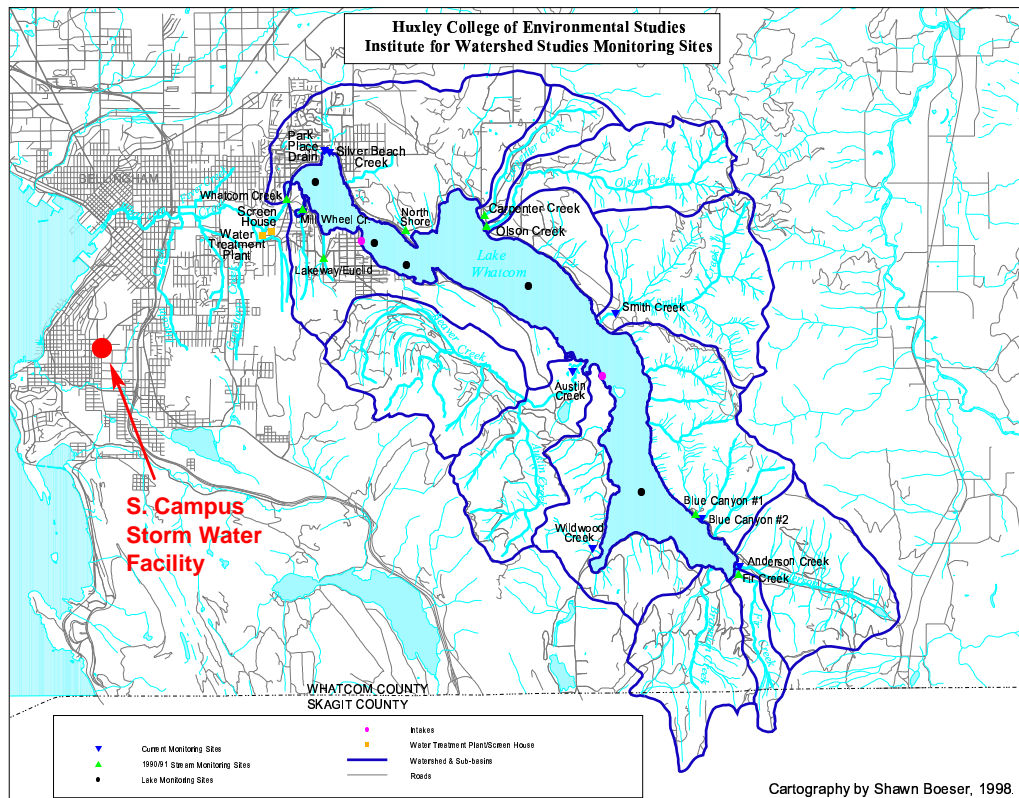 Huxley College of Environmental Studies
Institute for Watershed Studies Monitoring Sites
BELLINGHAM
Park
Place
Drain
Silver Beach
Creek
Whatcom Creek
Screen
House
Water
Treatment
Plant
Mill Wheel Cr.
Lakeway/Euclid
North
Shore
Carpenter Creek
Olson Creek
Olson Creek
Lake
Whatcom
Smith Creek
Creek
Austin
Creek
Blue Canyon #1
Blue Canyon #2
Wildwood
Creek
Anderson Creek
Fir Creek
S. Campus
Storm Water
Facility
WHATCOM COUNTY
SKAGIT COUNTY
Current Monitoring Sites
1990/91 Stream Monitoring Sites
Lake Monitoring Sites
Intakes
Water Treatment Plant/Screen House
Watershed & Sub-basins
Roads
Cartography by Shawn Boeser, 1998.